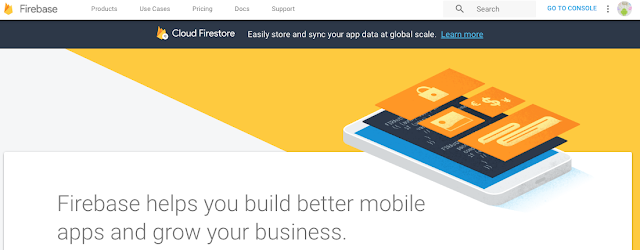 Firebase
Products
Use Cases
Pricing
Docs
Support
Search
GO TO CONSOLE
Cloud Firestore
Easily store and sync your app data at global scale. Learn more
Firebase helps you build better mobile
apps and grow your business.